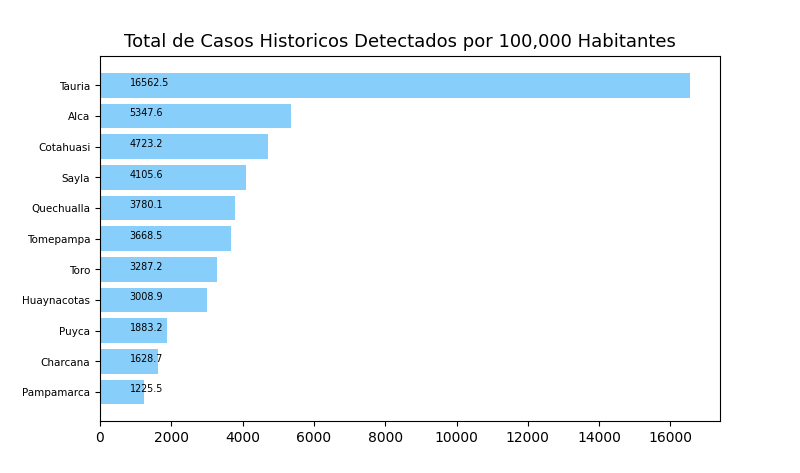 Total de Casos Historicos Detectados por 100,000 Habitantes
Tauria 16562.5
Alca 5347.6
Cotahuasi 4723.2
Sayla 4105.6
Quechualla 3780.1
Tomepampa 3668.5
Toro 3287.2
Huaynacotas 3008.9
Puyca 1883.2
Charcana 1628.7
Pampamarca 1225.5
0 2000 4000 6000 8000 10000 12000 14000 16000